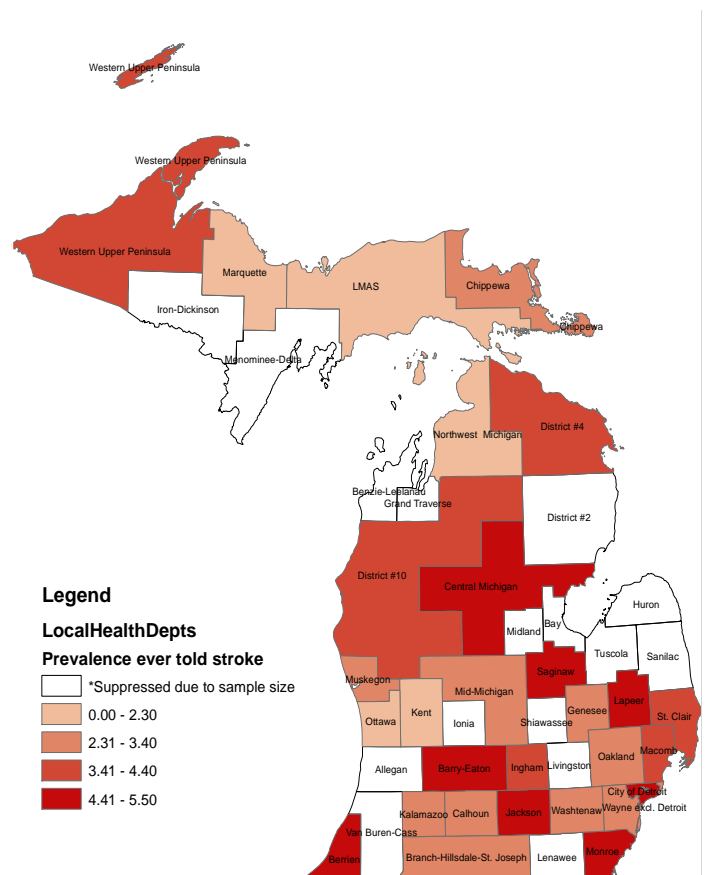 Western Upper Peninsula
Western Upper Peninsula
Western Upper Peninsula
Marquette
LMAS
Chippewa
Iron-Dickinson
Chippewa
Menominee-Delta
Northwest Michigan
District #4
Benzie-Leelanau
Grand Traverse
District #2
District #10
Central Michigan
Huron
Midland
Bay
Tuscola
Sanilac
Saginaw
Muskegon
Mid-Michigan
Lapeer
Ottawa
Kent
Ionia
Shiawassee
Genesee
St. Clair
Allegan
Barry-Eaton
Ingham
Livingston
Oakland
Macomb
City of Detroit
Kalamazoo
Calhoun
Jackson
Washtenaw
Wayne excl. Detroit
Van Buren-Cass
Berrien
Branch-Hillsdale-St. Joseph
Lenawee
Monroe
Legend
LocalHealthDepts
Prevalence ever told stroke
*Suppressed due to sample size
0.00 - 2.30
2.31 - 3.40
3.41 - 4.40
4.41 - 5.50